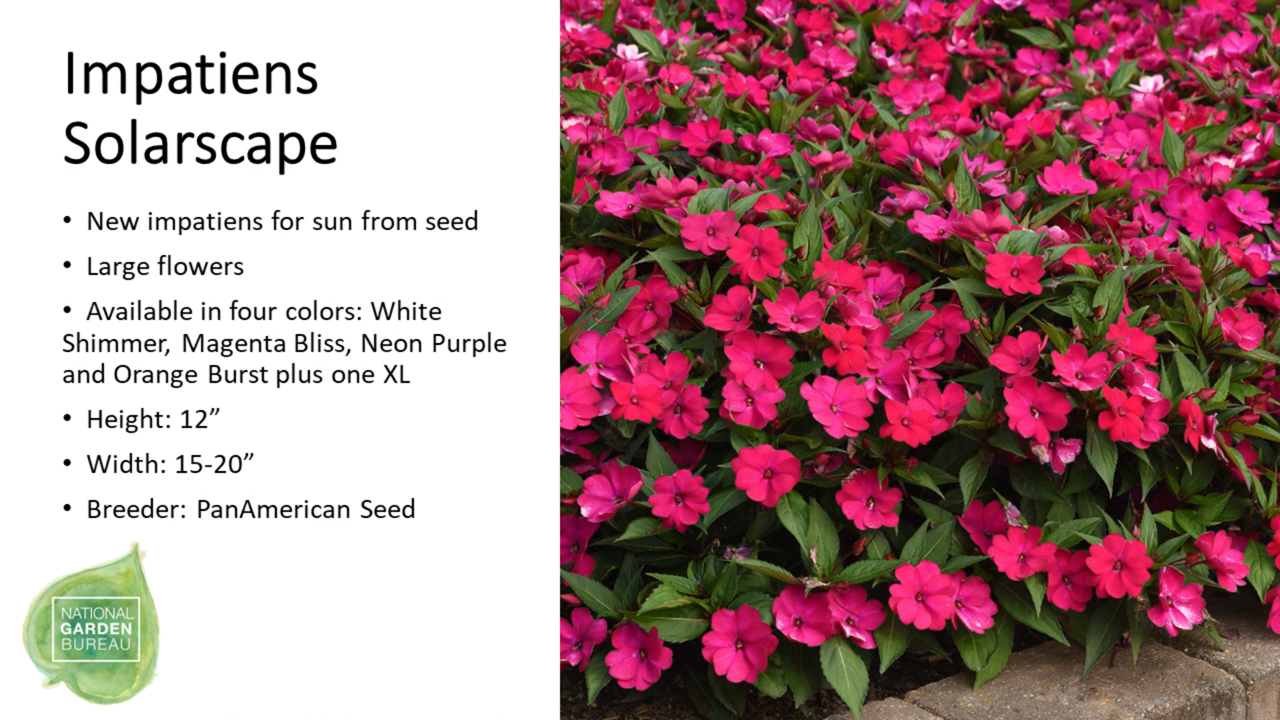 Impatiens
Solarscape
• New impatiens for sun from seed
• Large flowers
• Available in four colors: White
Shimmer, Magenta Bliss, Neon Purple
and Orange Burst plus one XL
• Height: 12”
• Width: 15-20”
• Breeder: PanAmerican Seed
NATIONAL
GARDEN
BUREAU